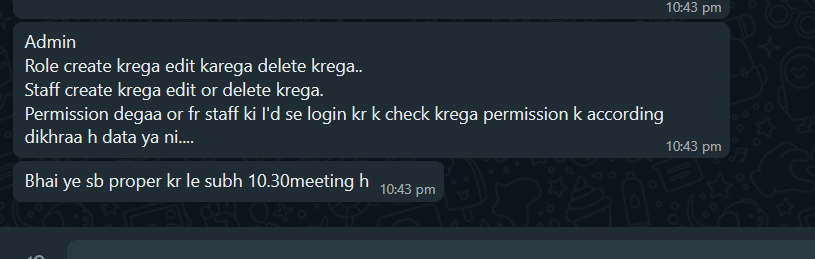 10:43 pm
Admin
Role create krega edit karega delete krega..
Staff create krega edit or delete krega.
Permission degaa or fr staff ki I'd se login kr k check krega permission k according
dikhraa h data ya ni....
10:43 pm
Bhai ye sb proper kr le subh 10.30meeting h
10:43 pm